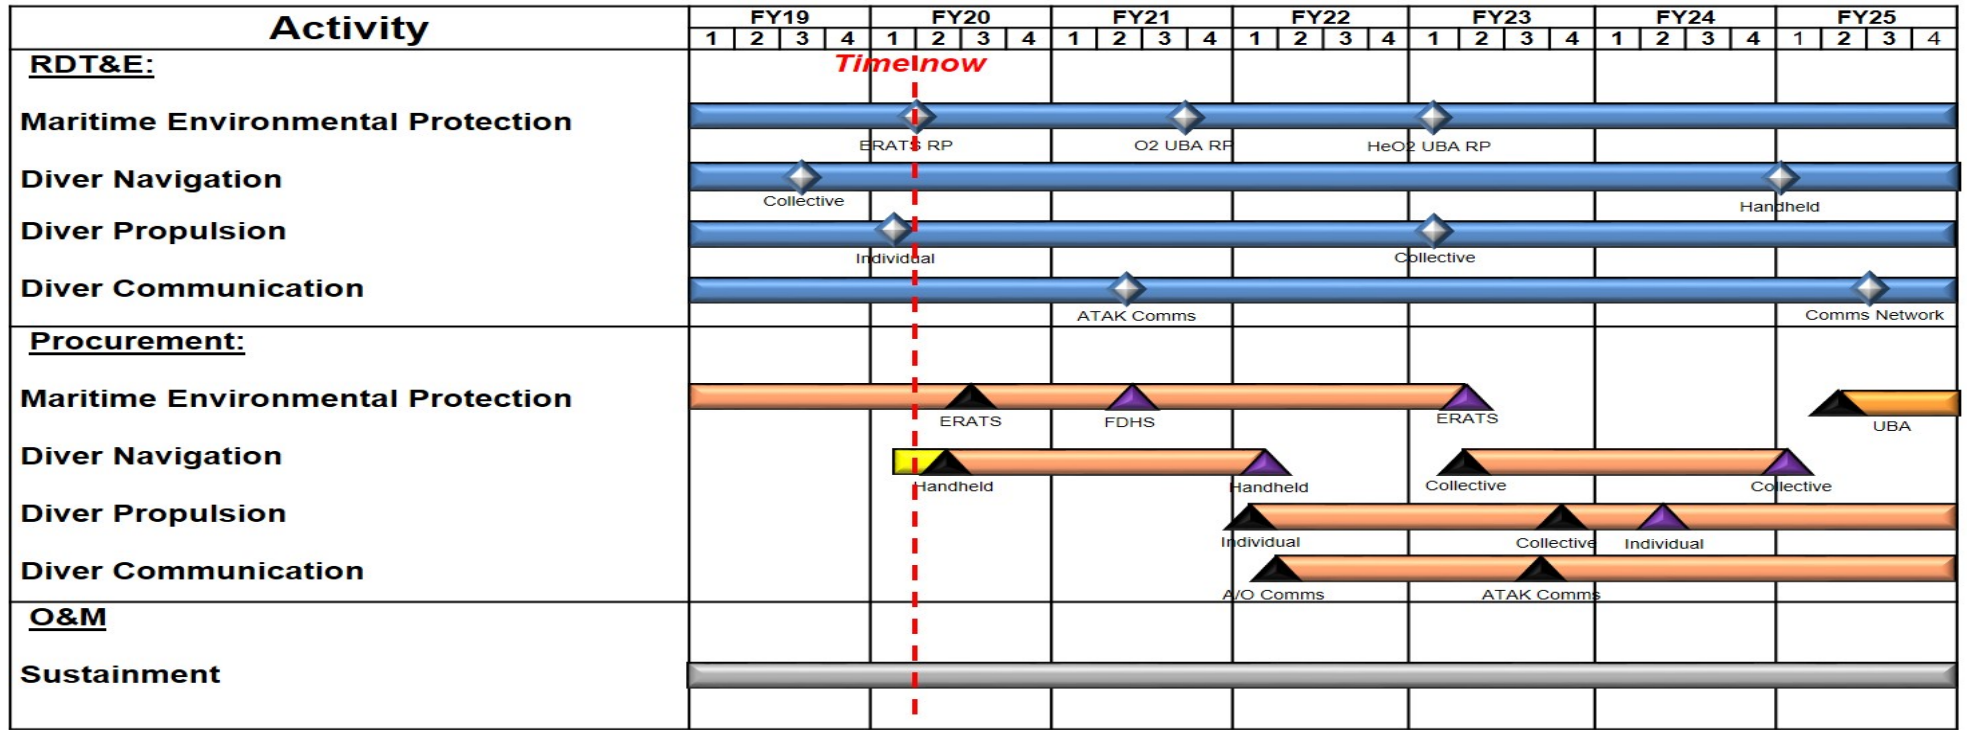 Activity
FY19 FY20 FY21 FY22 FY23 FY24 FY25
1 2 3 4 1 2 3 4 1 2 3 4 1 2 3 4 1 2 3 4 1 2 3 4 1 2 3 4
RDT&E:
Time now
Maritime Environmental Protection
ERATS RP O2 UBA RP HeO2 UBA RP
Diver Navigation
Collective Handheld
Diver Propulsion
Individual Collective
Diver Communication
ATAK Comms Comms Network
Procurement:
Maritime Environmental Protection
ERATS FDHS ERATS UBA
Diver Navigation
Handheld Handheld Collective Collective
Diver Propulsion
Individual Collective Individual
Diver Communication
A/O Comms ATAK Comms
O&M
Sustainment